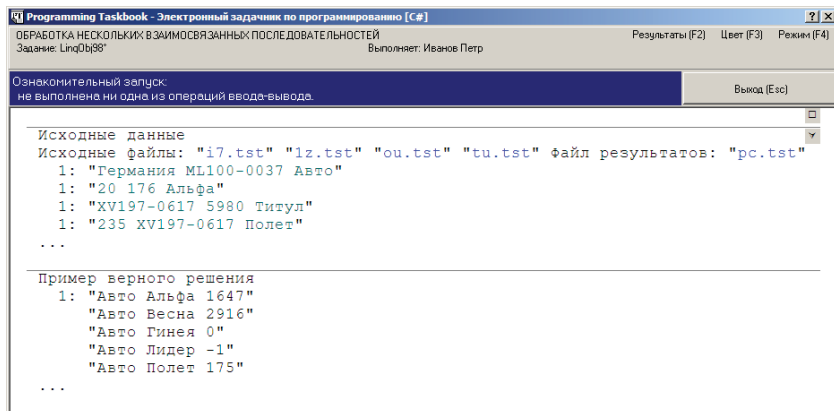 Programming Taskbook - Электронный задачник по программированию [C#]
ОБРАБОТКА НЕСКОЛЬКИХ ВЗАИМОСВЯЗАННЫХ ПОСЛЕДОВАТЕЛЬНОСТЕЙ
Результаты (F2) Цвет (F3) Режим (F4)
Задание: LinqObj98° Выполняет: Иванов Петр
Ознакомительный запуск:
не выполнена ни одна из операций ввода-вывода.
Выход (Esc)
Исходные данные
Исходные файлы: "i7.tst" "1z.tst" "ou.tst" "tu.tst" Файл результатов: "pc.tst"
1: "Германия ML100-0037 Авто"
1: "20 176 Альфа"
1: "XV197-0617 5980 Титул"
1: "235 XV197-0617 Полет"
...
Пример верного решения
1: "Авто Альфа 1647"
"Авто Весна 2916"
"Авто Гинея 0"
"Авто Лидер -1"
"Авто Полет 175"
...